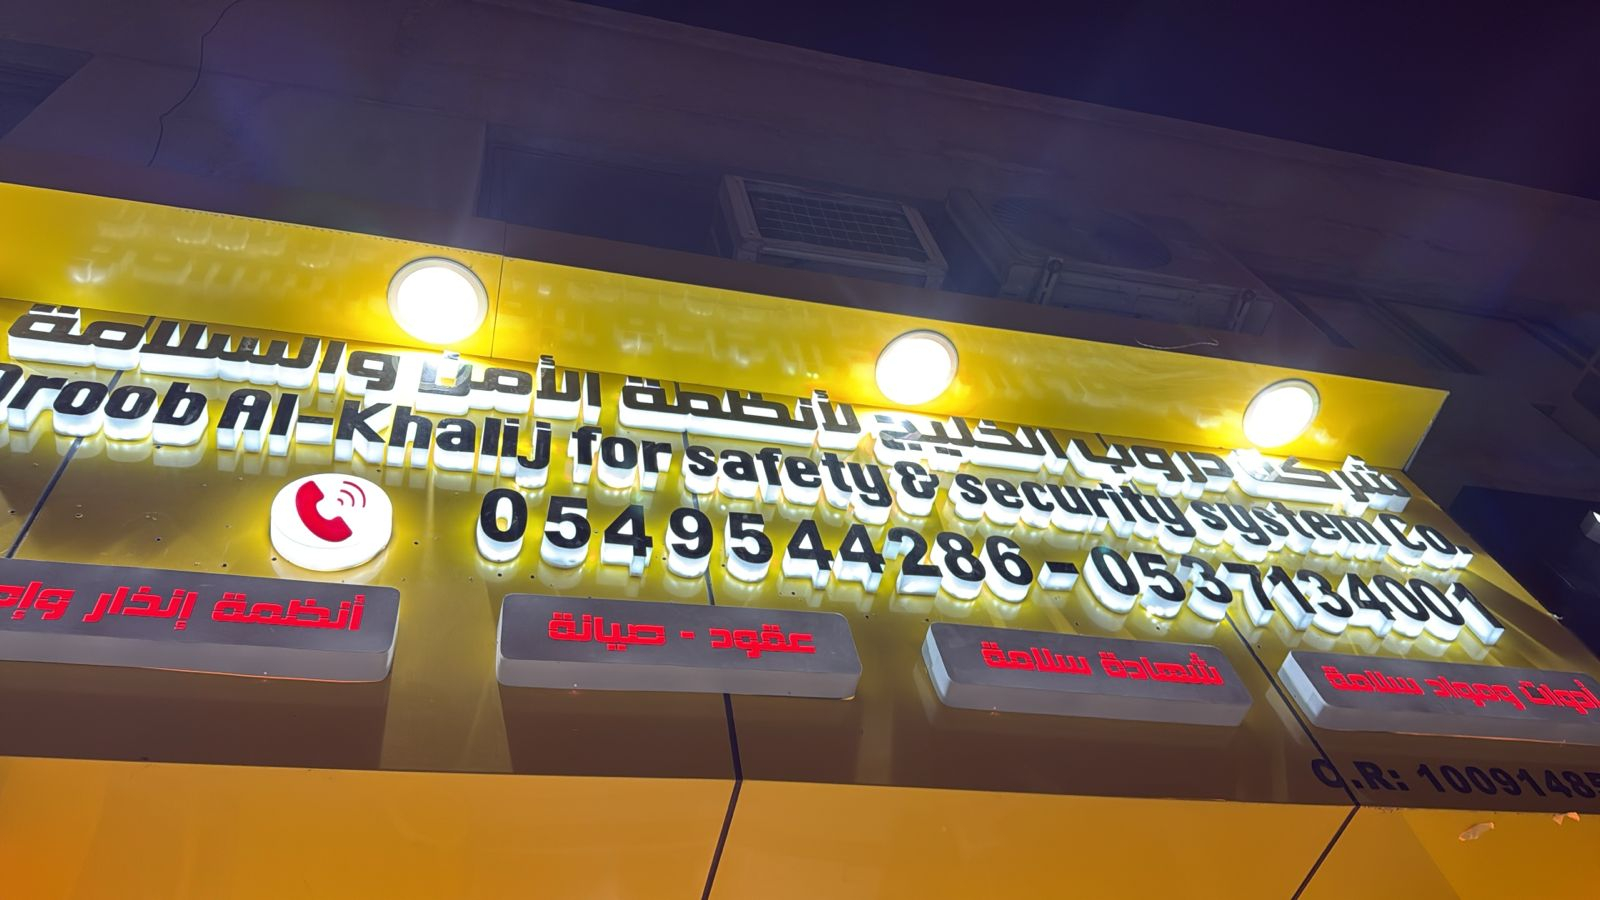 شركة دروب الخليج لأنظمة الأمن والسلامة
Droob Al-Khalij for safety & security system Co.
0549544286 - 0537134001
أدوات ومواد سلامة
شهادة سلامة
عقود - صيانة
أنظمة إنذار وإط
C.R: 10091485